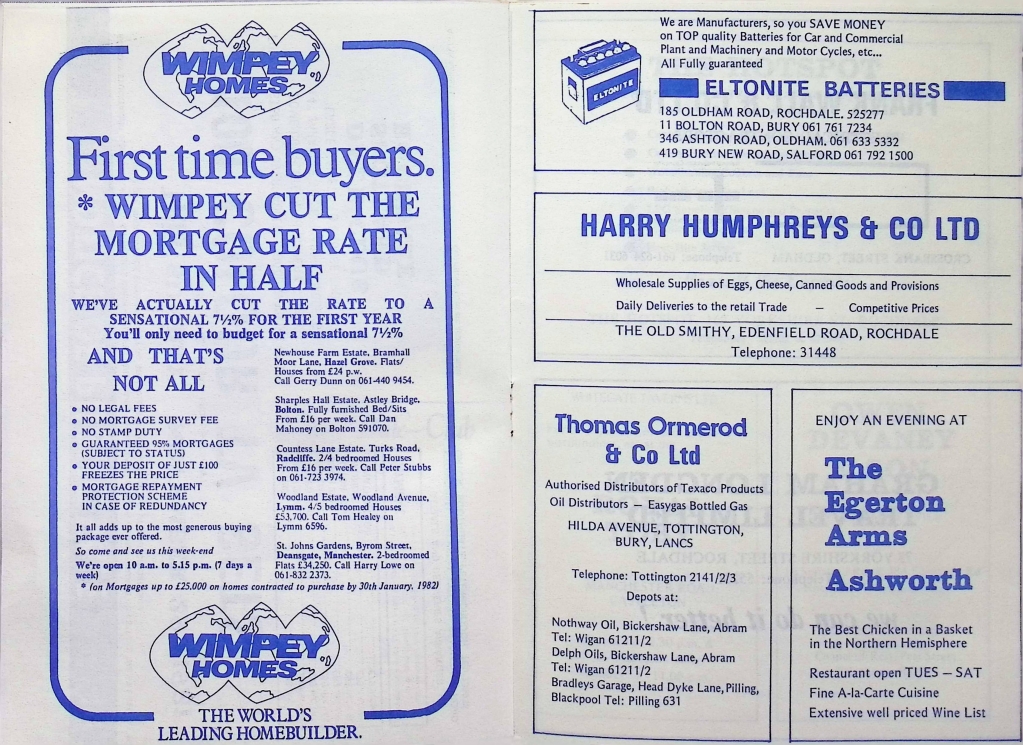 WIMPEY
HOMES
First time buyers.
* WIMPEY CUT THE
MORTGAGE RATE
IN HALF
WE'VE ACTUALLY CUT THE RATE TO A
SENSATIONAL 7½% FOR THE FIRST YEAR
You'll only need to budget for a sensational 7½%
AND THAT'S
NOT ALL
• NO LEGAL FEES
• NO MORTGAGE SURVEY FEE
• NO STAMP DUTY
• GUARANTEED 95% MORTGAGES
(SUBJECT TO STATUS)
• YOUR DEPOSIT OF JUST £100
FREEZES THE PRICE
• MORTGAGE REPAYMENT
PROTECTION SCHEME
IN CASE OF REDUNDANCY
It all adds up to the most generous buying
package ever offered.
So come and see us this week-end
We're open 10 a.m. to 5.15 p.m. (7 days a
week)
Newhouse Farm Estate, Bramhall
Moor Lane, Hazel Grove. Flats/
Houses from £24 p.w.
Call Gerry Dunn on 061-440 9454.
Sharples Hall Estate. Astley Bridge,
Bolton. Fully furnished Bed/Sits
From £16 per week. Call Dan
Mahoney on Bolton 591070.
Countess Lane Estate. Turks Road,
Radcliffe. 2/4 bedroomed Houses
From £16 per week. Call Peter Stubbs
on 061-723 3974.
Woodland Estate, Woodland Avenue,
Lymm. 4/5 bedroomed Houses
£53,700. Call Tom Healey on
Lymm 6596.
St. Johns Gardens, Byrom Street,
Deansgate, Manchester. 2-bedroomed
Flats £34,250. Call Harry Lowe on
061-832 2373.
* (on Mortgages up to £25,000 on homes contracted to purchase by 30th January, 1982)
WIMPEY
HOMES
THE WORLD'S
LEADING HOMEBUILDER.
We are Manufacturers, so you SAVE MONEY
on TOP quality Batteries for Car and Commercial
Plant and Machinery and Motor Cycles, etc...
All Fully guaranteed
ELTONITE
ELTONITE BATTERIES
185 OLDHAM ROAD, ROCHDALE. 525277
11 BOLTON ROAD, BURY 061 761 7234
346 ASHTON ROAD, OLDHAM. 061 633 5332
419 BURY NEW ROAD, SALFORD 061 792 1500
HARRY HUMPHREYS & CO LTD
Wholesale Supplies of Eggs, Cheese, Canned Goods and Provisions
Daily Deliveries to the retail Trade — Competitive Prices
THE OLD SMITHY, EDENFIELD ROAD, ROCHDALE
Telephone: 31448
Thomas Ormerod
& Co Ltd
Authorised Distributors of Texaco Products
Oil Distributors - Easygas Bottled Gas
HILDA AVENUE, TOTTINGTON,
BURY, LANCS
Telephone: Tottington 2141/2/3
Depots at:
Nothway Oil, Bickershaw Lane, Abram
Tel: Wigan 61211/2
Delph Oils, Bickershaw Lane, Abram
Tel: Wigan 61211/2
Bradleys Garage, Head Dyke Lane, Pilling,
Blackpool Tel: Pilling 631
ENJOY AN EVENING AT
The
Egerton
Arms
Ashworth
The Best Chicken in a Basket
in the Northern Hemisphere
Restaurant open TUES — SAT
Fine A-la-Carte Cuisine
Extensive well priced Wine List